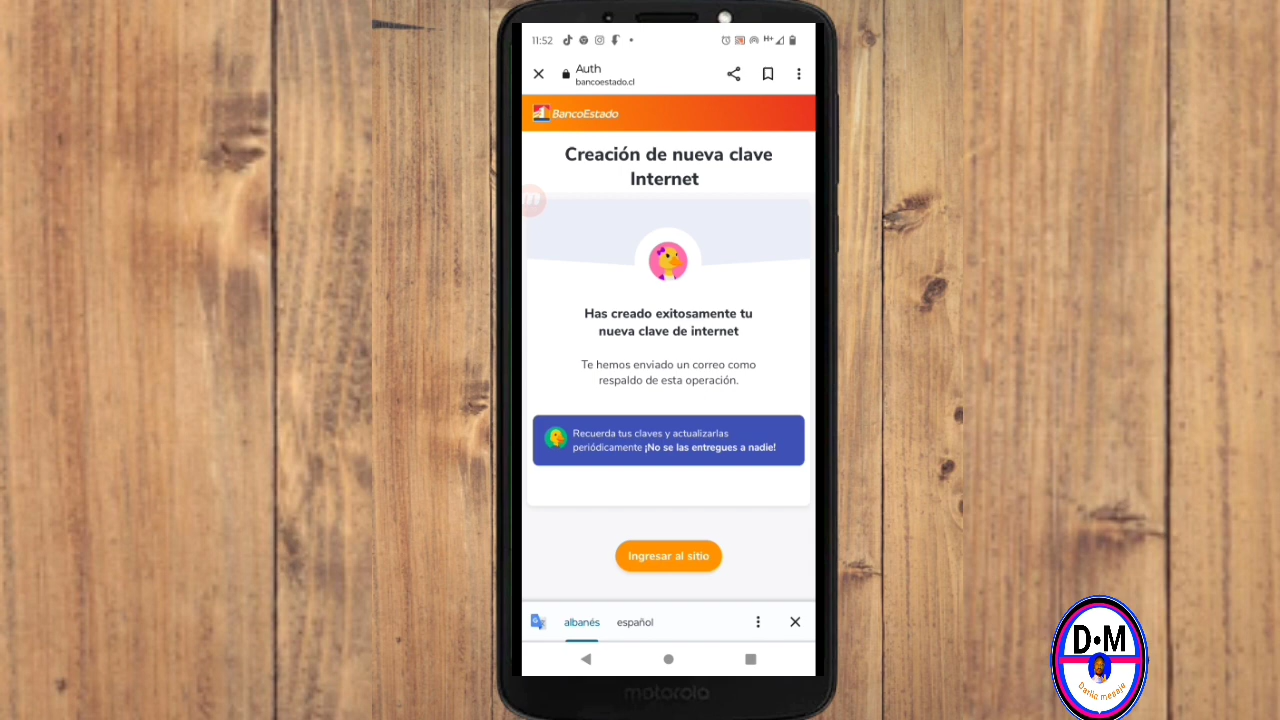 11:52
H+
Auth
bancoestado.cl
BancoEstado
Creación de nueva clave
Internet
m
Has creado exitosamente tu
nueva clave de internet
Te hemos enviado un correo como
respaldo de esta operación.
Recuerda tus claves y actualizarlas
periódicamente ¡No se las entregues a nadie!
Ingresar al sitio
albanés español
motorola
D•M